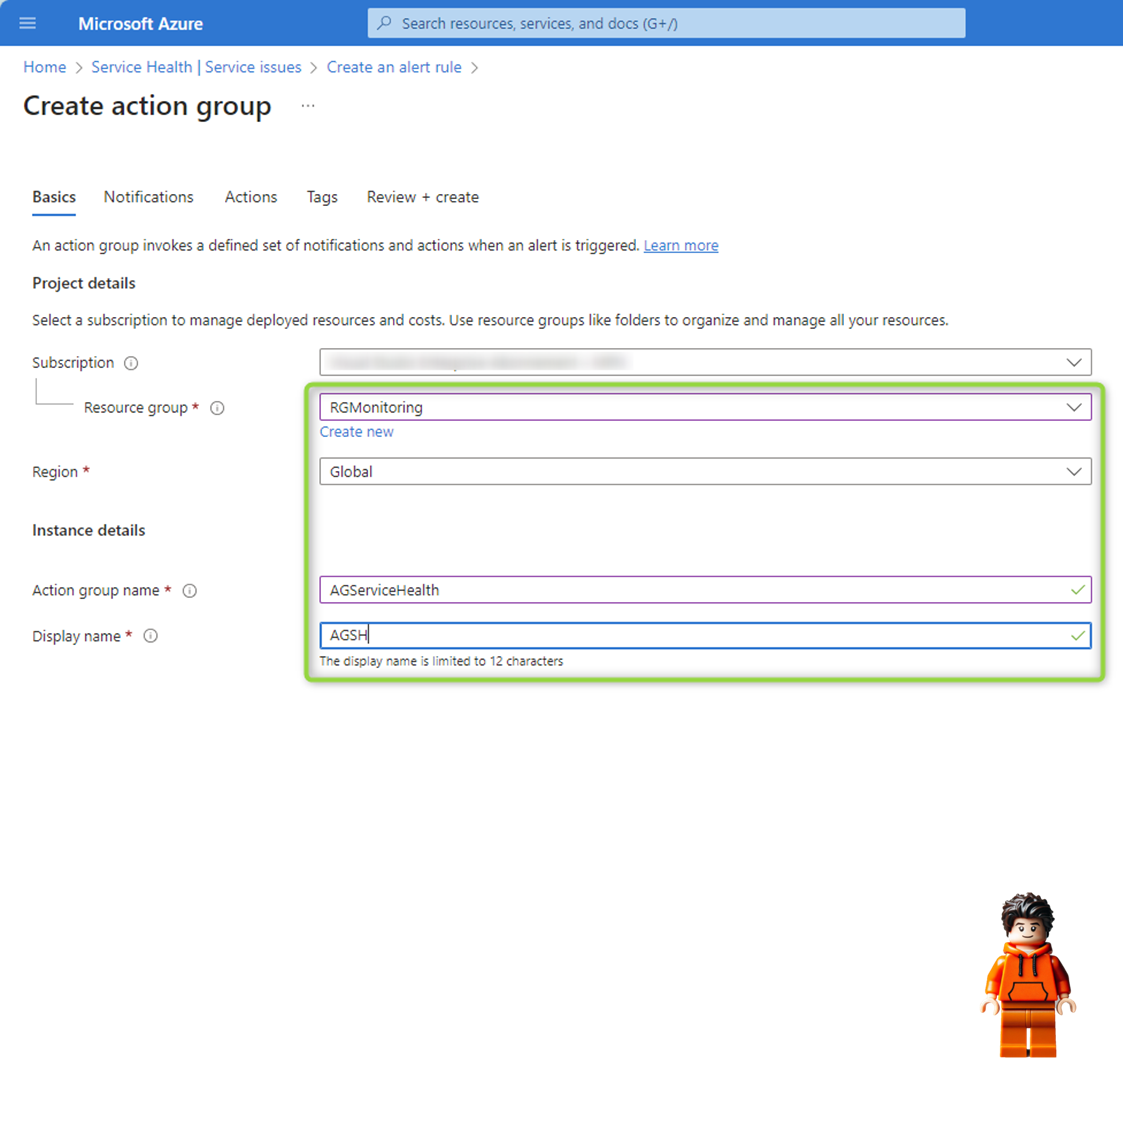 Microsoft Azure
Search resources, services, and docs (G+/)
Home > Service Health | Service issues > Create an alert rule >
Create action group ...
Basics Notifications Actions Tags Review + create
An action group invokes a defined set of notifications and actions when an alert is triggered. Learn more
Project details
Select a subscription to manage deployed resources and costs. Use resource groups like folders to organize and manage all your resources.
Subscription
Resource group * RGMonitoring
Create new
Region * Global
Instance details
Action group name * AGServiceHealth
Display name * AGSH
The display name is limited to 12 characters